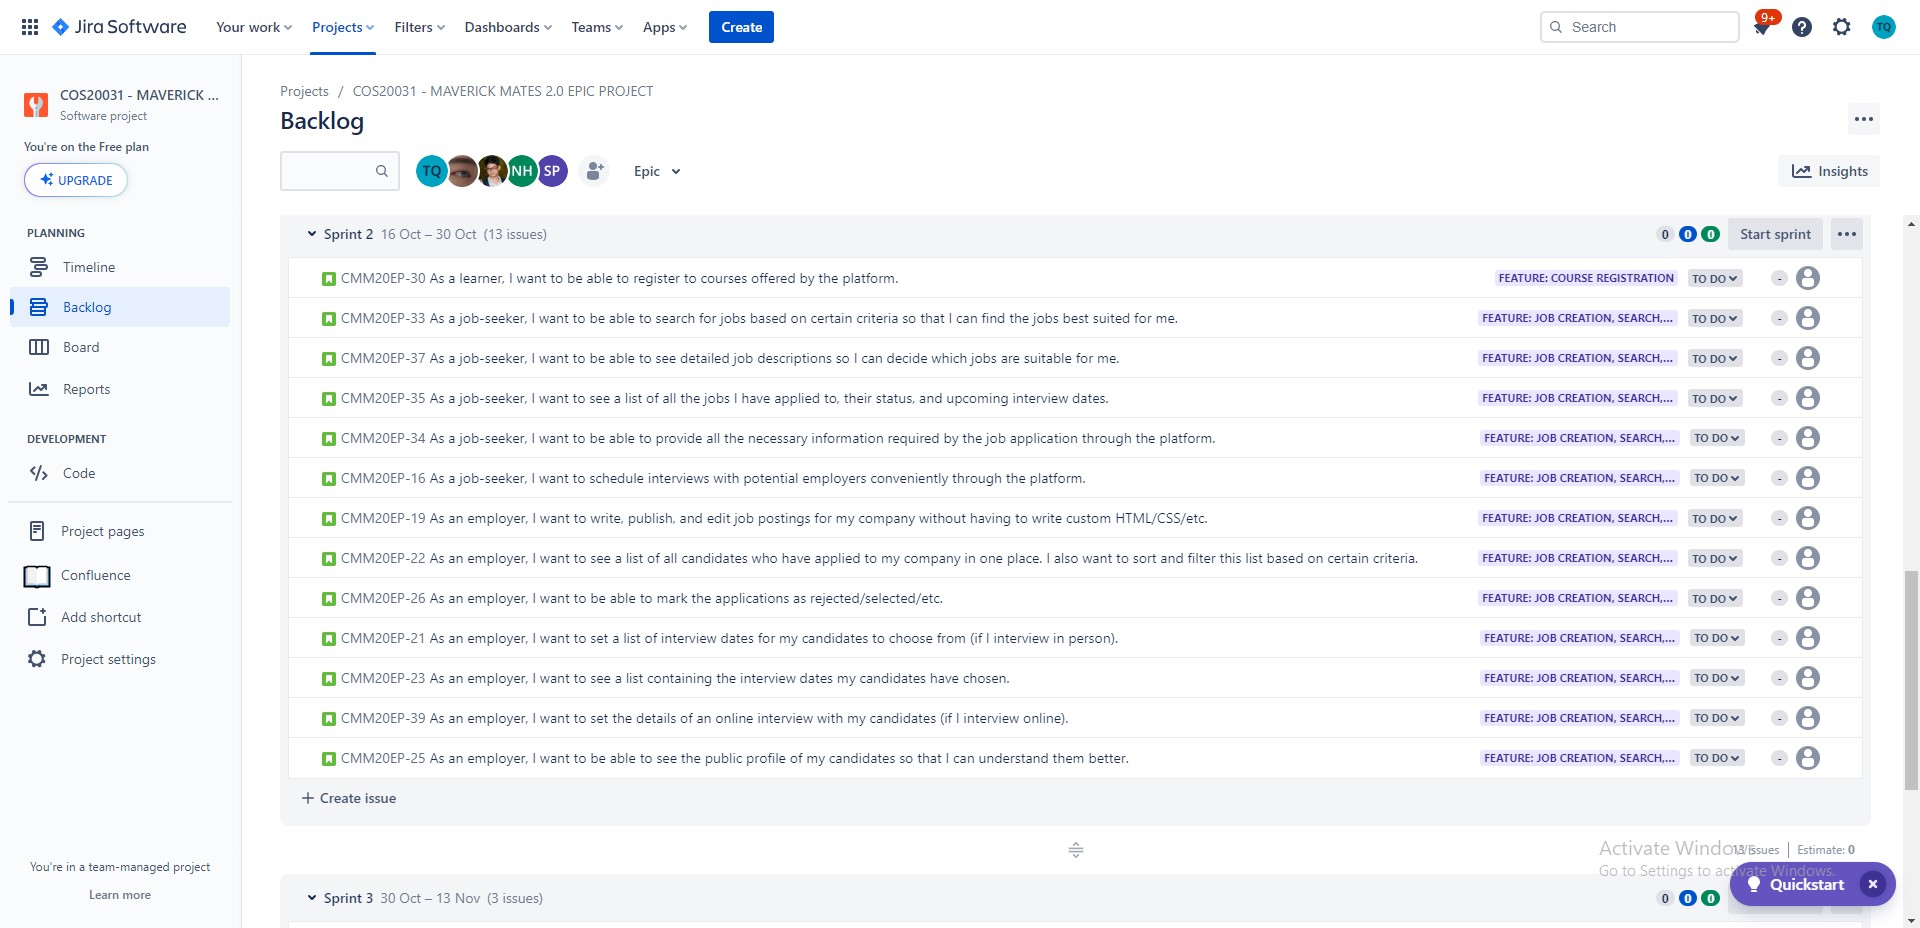 Jira Software Your work Projects Filters Dashboards Teams Apps Create Search 9+ TQ
COS20031 - MAVERICK ...
Software project
You're on the Free plan
UPGRADE
PLANNING
Timeline
Backlog
Board
Reports
DEVELOPMENT
Code
Project pages
Confluence
Add shortcut
Project settings
You're in a team-managed project
Learn more
Projects / COS20031 - MAVERICK MATES 2.0 EPIC PROJECT
Backlog
TQ NH SP Epic Insights
Sprint 2 16 Oct – 30 Oct (13 issues) 0 0 0 Start sprint
CMM20EP-30 As a learner, I want to be able to register to courses offered by the platform. FEATURE: COURSE REGISTRATION TO DO -
CMM20EP-33 As a job-seeker, I want to be able to search for jobs based on certain criteria so that I can find the jobs best suited for me. FEATURE: JOB CREATION, SEARCH,... TO DO -
CMM20EP-37 As a job-seeker, I want to be able to see detailed job descriptions so I can decide which jobs are suitable for me. FEATURE: JOB CREATION, SEARCH,... TO DO -
CMM20EP-35 As a job-seeker, I want to see a list of all the jobs I have applied to, their status, and upcoming interview dates. FEATURE: JOB CREATION, SEARCH,... TO DO -
CMM20EP-34 As a job-seeker, I want to be able to provide all the necessary information required by the job application through the platform. FEATURE: JOB CREATION, SEARCH,... TO DO -
CMM20EP-16 As a job-seeker, I want to schedule interviews with potential employers conveniently through the platform. FEATURE: JOB CREATION, SEARCH,... TO DO -
CMM20EP-19 As an employer, I want to write, publish, and edit job postings for my company without having to write custom HTML/CSS/etc. FEATURE: JOB CREATION, SEARCH,... TO DO -
CMM20EP-22 As an employer, I want to see a list of all candidates who have applied to my company in one place. I also want to sort and filter this list based on certain criteria. FEATURE: JOB CREATION, SEARCH,... TO DO -
CMM20EP-26 As an employer, I want to be able to mark the applications as rejected/selected/etc. FEATURE: JOB CREATION, SEARCH,... TO DO -
CMM20EP-21 As an employer, I want to set a list of interview dates for my candidates to choose from (if I interview in person). FEATURE: JOB CREATION, SEARCH,... TO DO -
CMM20EP-23 As an employer, I want to see a list containing the interview dates my candidates have chosen. FEATURE: JOB CREATION, SEARCH,... TO DO -
CMM20EP-39 As an employer, I want to set the details of an online interview with my candidates (if I interview online). FEATURE: JOB CREATION, SEARCH,... TO DO -
CMM20EP-25 As an employer, I want to be able to see the public profile of my candidates so that I can understand them better. FEATURE: JOB CREATION, SEARCH,... TO DO -
Create issue
13 issues Estimate: 0
Activate Windows
Go to Settings to activate Windows.
Quickstart
Sprint 3 30 Oct – 13 Nov (3 issues) 0 0 0